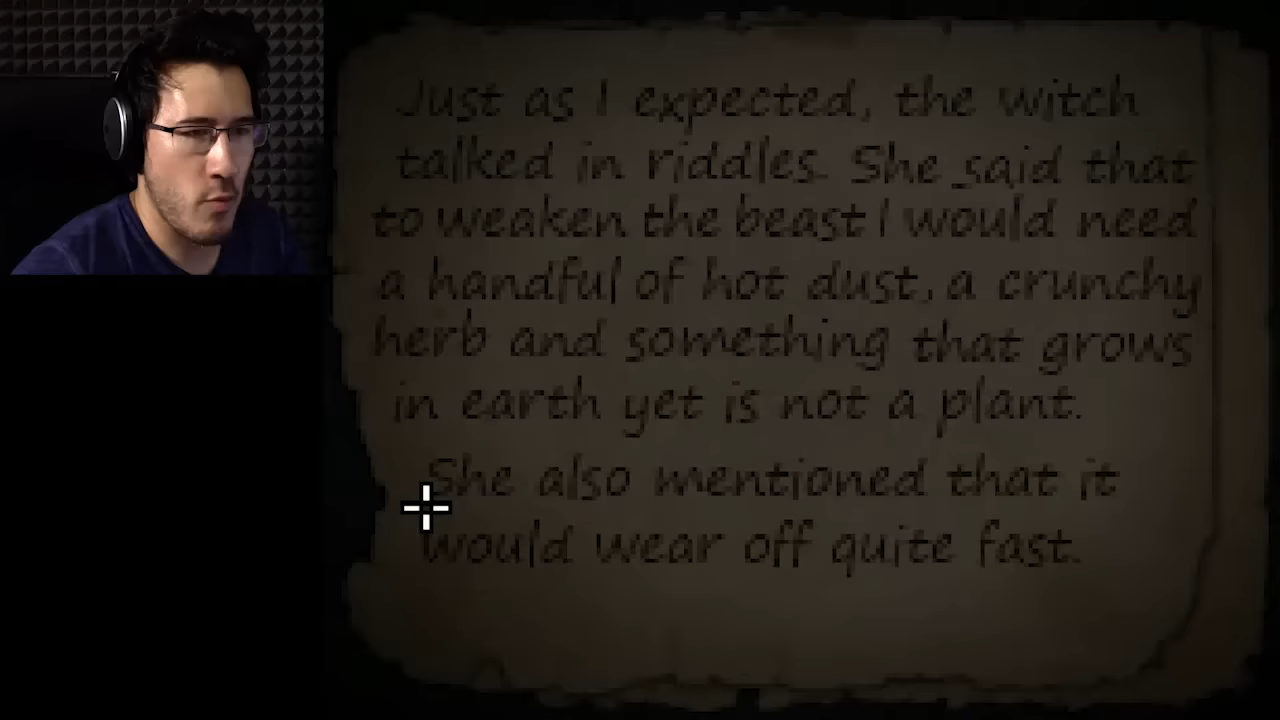 Just as I expected, the witch
talked in riddles. She said that
to weaken the beast I would need
a handful of hot dust, a crunchy
herb and something that grows
in earth yet is not a plant.
She also mentioned that it
would wear off quite fast.